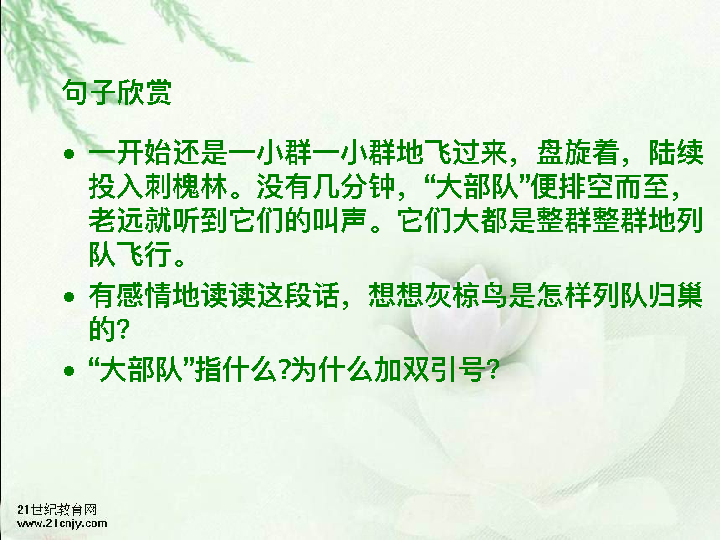 句子欣赏
• 一开始还是一小群一小群地飞过来，盘旋着，陆续
投入刺槐林。没有几分钟，“大部队”便排空而至，
老远就听到它们的叫声。它们大都是整群整群地列
队飞行。
• 有感情地读读这段话，想想灰椋鸟是怎样列队归巢
的?
• “大部队”指什么?为什么加双引号？
21世纪教育网
www.21cnjy.com